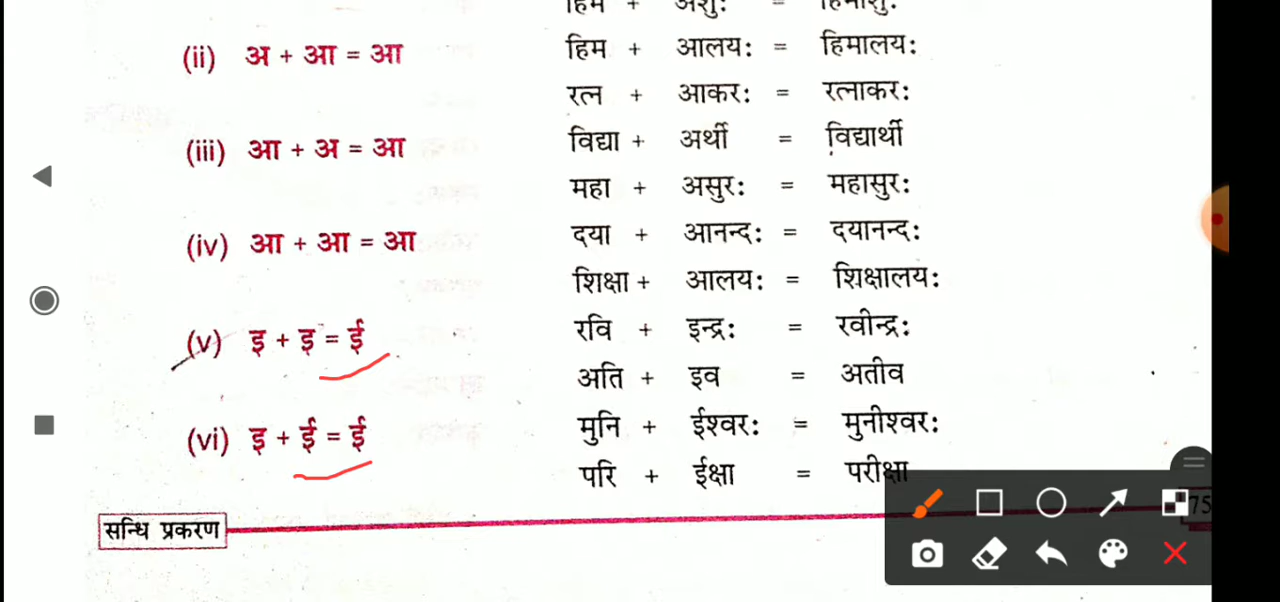 हिम + अंशुः = हिमांशुः
(ii) अ + आ = आ हिम + आलयः = हिमालयः
रत्न + आकरः = रत्नाकरः
(iii) आ + अ = आ विद्या + अर्थी = विद्यार्थी
महा + असुरः = महासुरः
(iv) आ + आ = आ दया + आनन्दः = दयानन्दः
शिक्षा + आलयः = शिक्षालयः
(v) इ + इ = ई रवि + इन्द्रः = रवीन्द्रः
अति + इव = अतीव
(vi) इ + ई = ई मुनि + ईश्वरः = मुनीश्वरः
परि + ईक्षा = परीक्षा
सन्धि प्रकरण 75